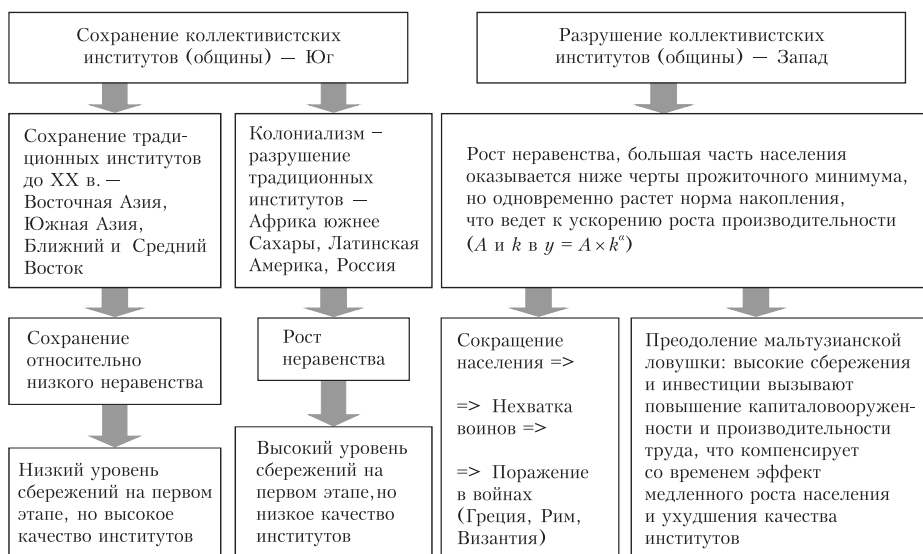 Сохранение коллективистских
институтов (общины) — Юг
Разрушение коллективистских
институтов (общины) — Запад
Сохранение тради-
ционных институтов
до XX в. —
Восточная Азия,
Южная Азия,
Ближний и Средний
Восток
Колониализм —
разрушение
традиционных
институтов —
Африка южнее
Сахары, Латинская
Америка, Россия
Рост неравенства, большая часть населения
оказывается ниже черты прожиточного минимума,
но одновременно растет норма накопления,
что ведет к ускорению роста производительности
(A и k в y = A × k^α)
Сохранение
относительно
низкого неравенства
Рост
неравенства
Сокращение
населения =>
=> Нехватка
воинов =>
=> Поражение
в войнах
(Греция, Рим,
Византия)
Преодоление мальтузианской
ловушки: высокие сбережения
и инвестиции вызывают
повышение капиталовооружен-
ности и производительности
труда, что компенсирует
со временем эффект
медленного роста населения
и ухудшения качества
институтов
Низкий уровень
сбережений на первом
этапе, но высокое
качество институтов
Высокий уровень
сбережений на
первом этапе,но
низкое качество
институтов